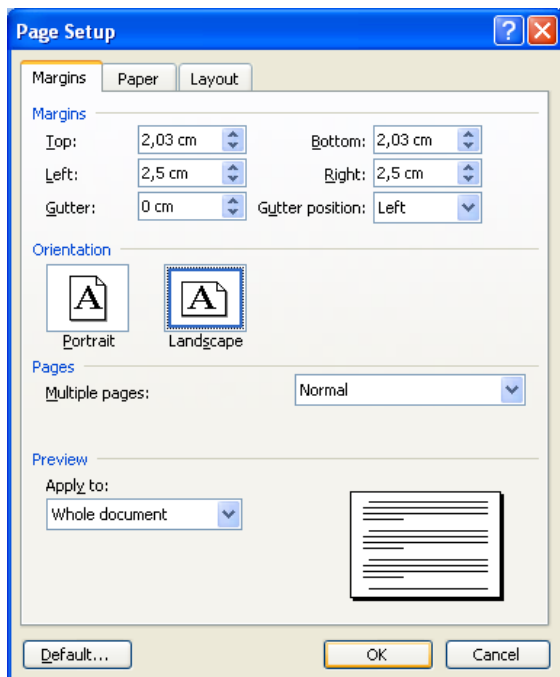 Page Setup
Margins Paper Layout
Margins
Top: 2,03 cm Bottom: 2,03 cm
Left: 2,5 cm Right: 2,5 cm
Gutter: 0 cm Gutter position: Left
Orientation
A A
Portrait Landscape
Pages
Multiple pages: Normal
Preview
Apply to:
Whole document
Default... OK Cancel